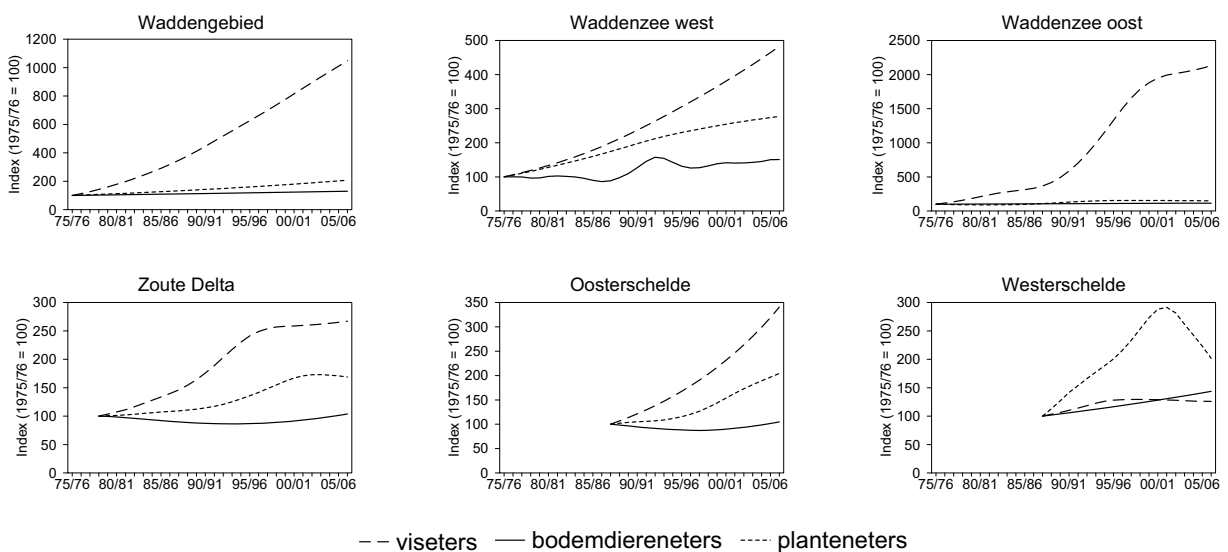 Waddengebied
Index (1975/76 = 100)
1200
1000
800
600
400
200
0
75/76 80/81 85/86 90/91 95/96 00/01 05/06
Waddenzee west
Index (1975/76 = 100)
500
400
300
200
100
0
75/76 80/81 85/86 90/91 95/96 00/01 05/06
Waddenzee oost
Index (1975/76 = 100)
2500
2000
1500
1000
500
0
75/76 80/81 85/86 90/91 95/96 00/01 05/06
Zoute Delta
Index (1975/76 = 100)
300
250
200
150
100
50
0
75/76 80/81 85/86 90/91 95/96 00/01 05/06
Oosterschelde
Index (1975/76 = 100)
350
300
250
200
150
100
50
0
75/76 80/81 85/86 90/91 95/96 00/01 05/06
Westerschelde
Index (1975/76 = 100)
300
250
200
150
100
50
0
75/76 80/81 85/86 90/91 95/96 00/01 05/06
viseters bodemdiereneters planteneters